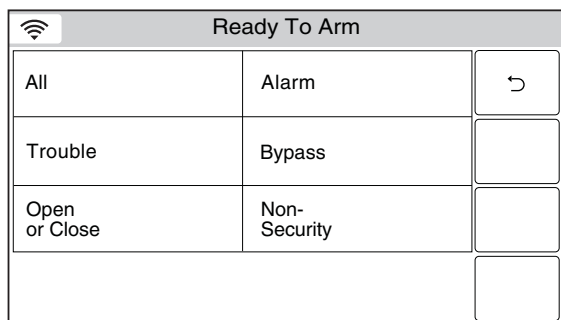 Ready To Arm
All
Alarm
Trouble
Bypass
Open
or Close
Non-
Security